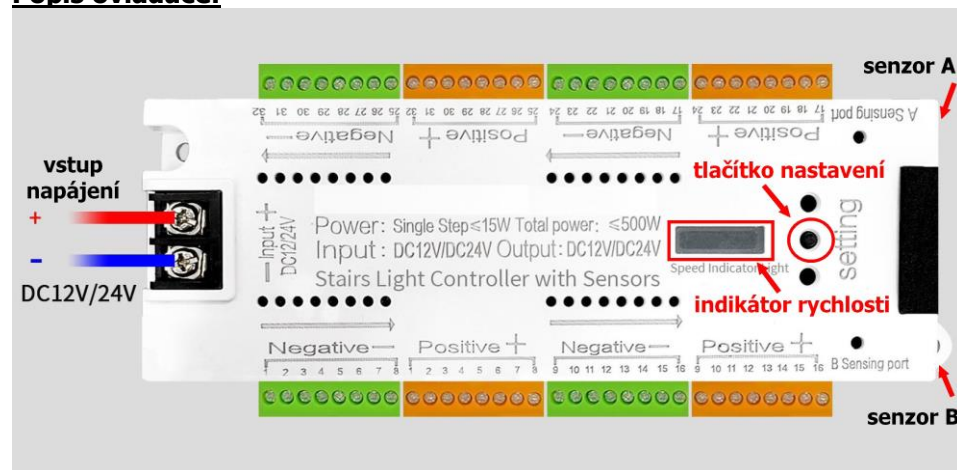 Popis ovladače:
senzor A
32 31 30 29 28 27 26 25
32 31 30 29 28 27 26 25
24 23 22 21 20 19 18 17
24 23 22 21 20 19 18 17
A Sensing port
Negative —
Positive +
Negative —
Positive +
vstup
napájení
+
-
DC12V/24V
— Input +
DC12/24V
tlačítko nastavení
setting
Power: Single Step≤15W Total power: ≤500W
Input: DC12V/DC24V Output: DC12V/DC24V
Stairs Light Controller with Sensors
Speed Indicator Light
indikátor rychlosti
Negative —
Positive +
Negative —
Positive +
1 2 3 4 5 6 7 8
1 2 3 4 5 6 7 8
9 10 11 12 13 14 15 16
9 10 11 12 13 14 15 16
B Sensing port
senzor B